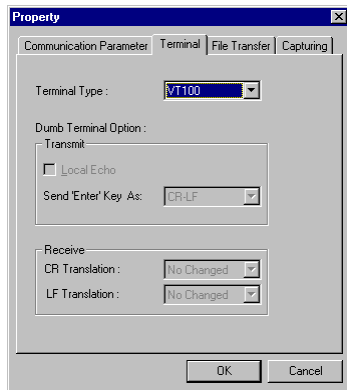 Property
Communication Parameter Terminal File Transfer Capturing
Terminal Type : VT100
Dumb Terminal Option :
Transmit
Local Echo
Send 'Enter' Key As: CR-LF
Receive
CR Translation : No Changed
LF Translation : No Changed
OK Cancel